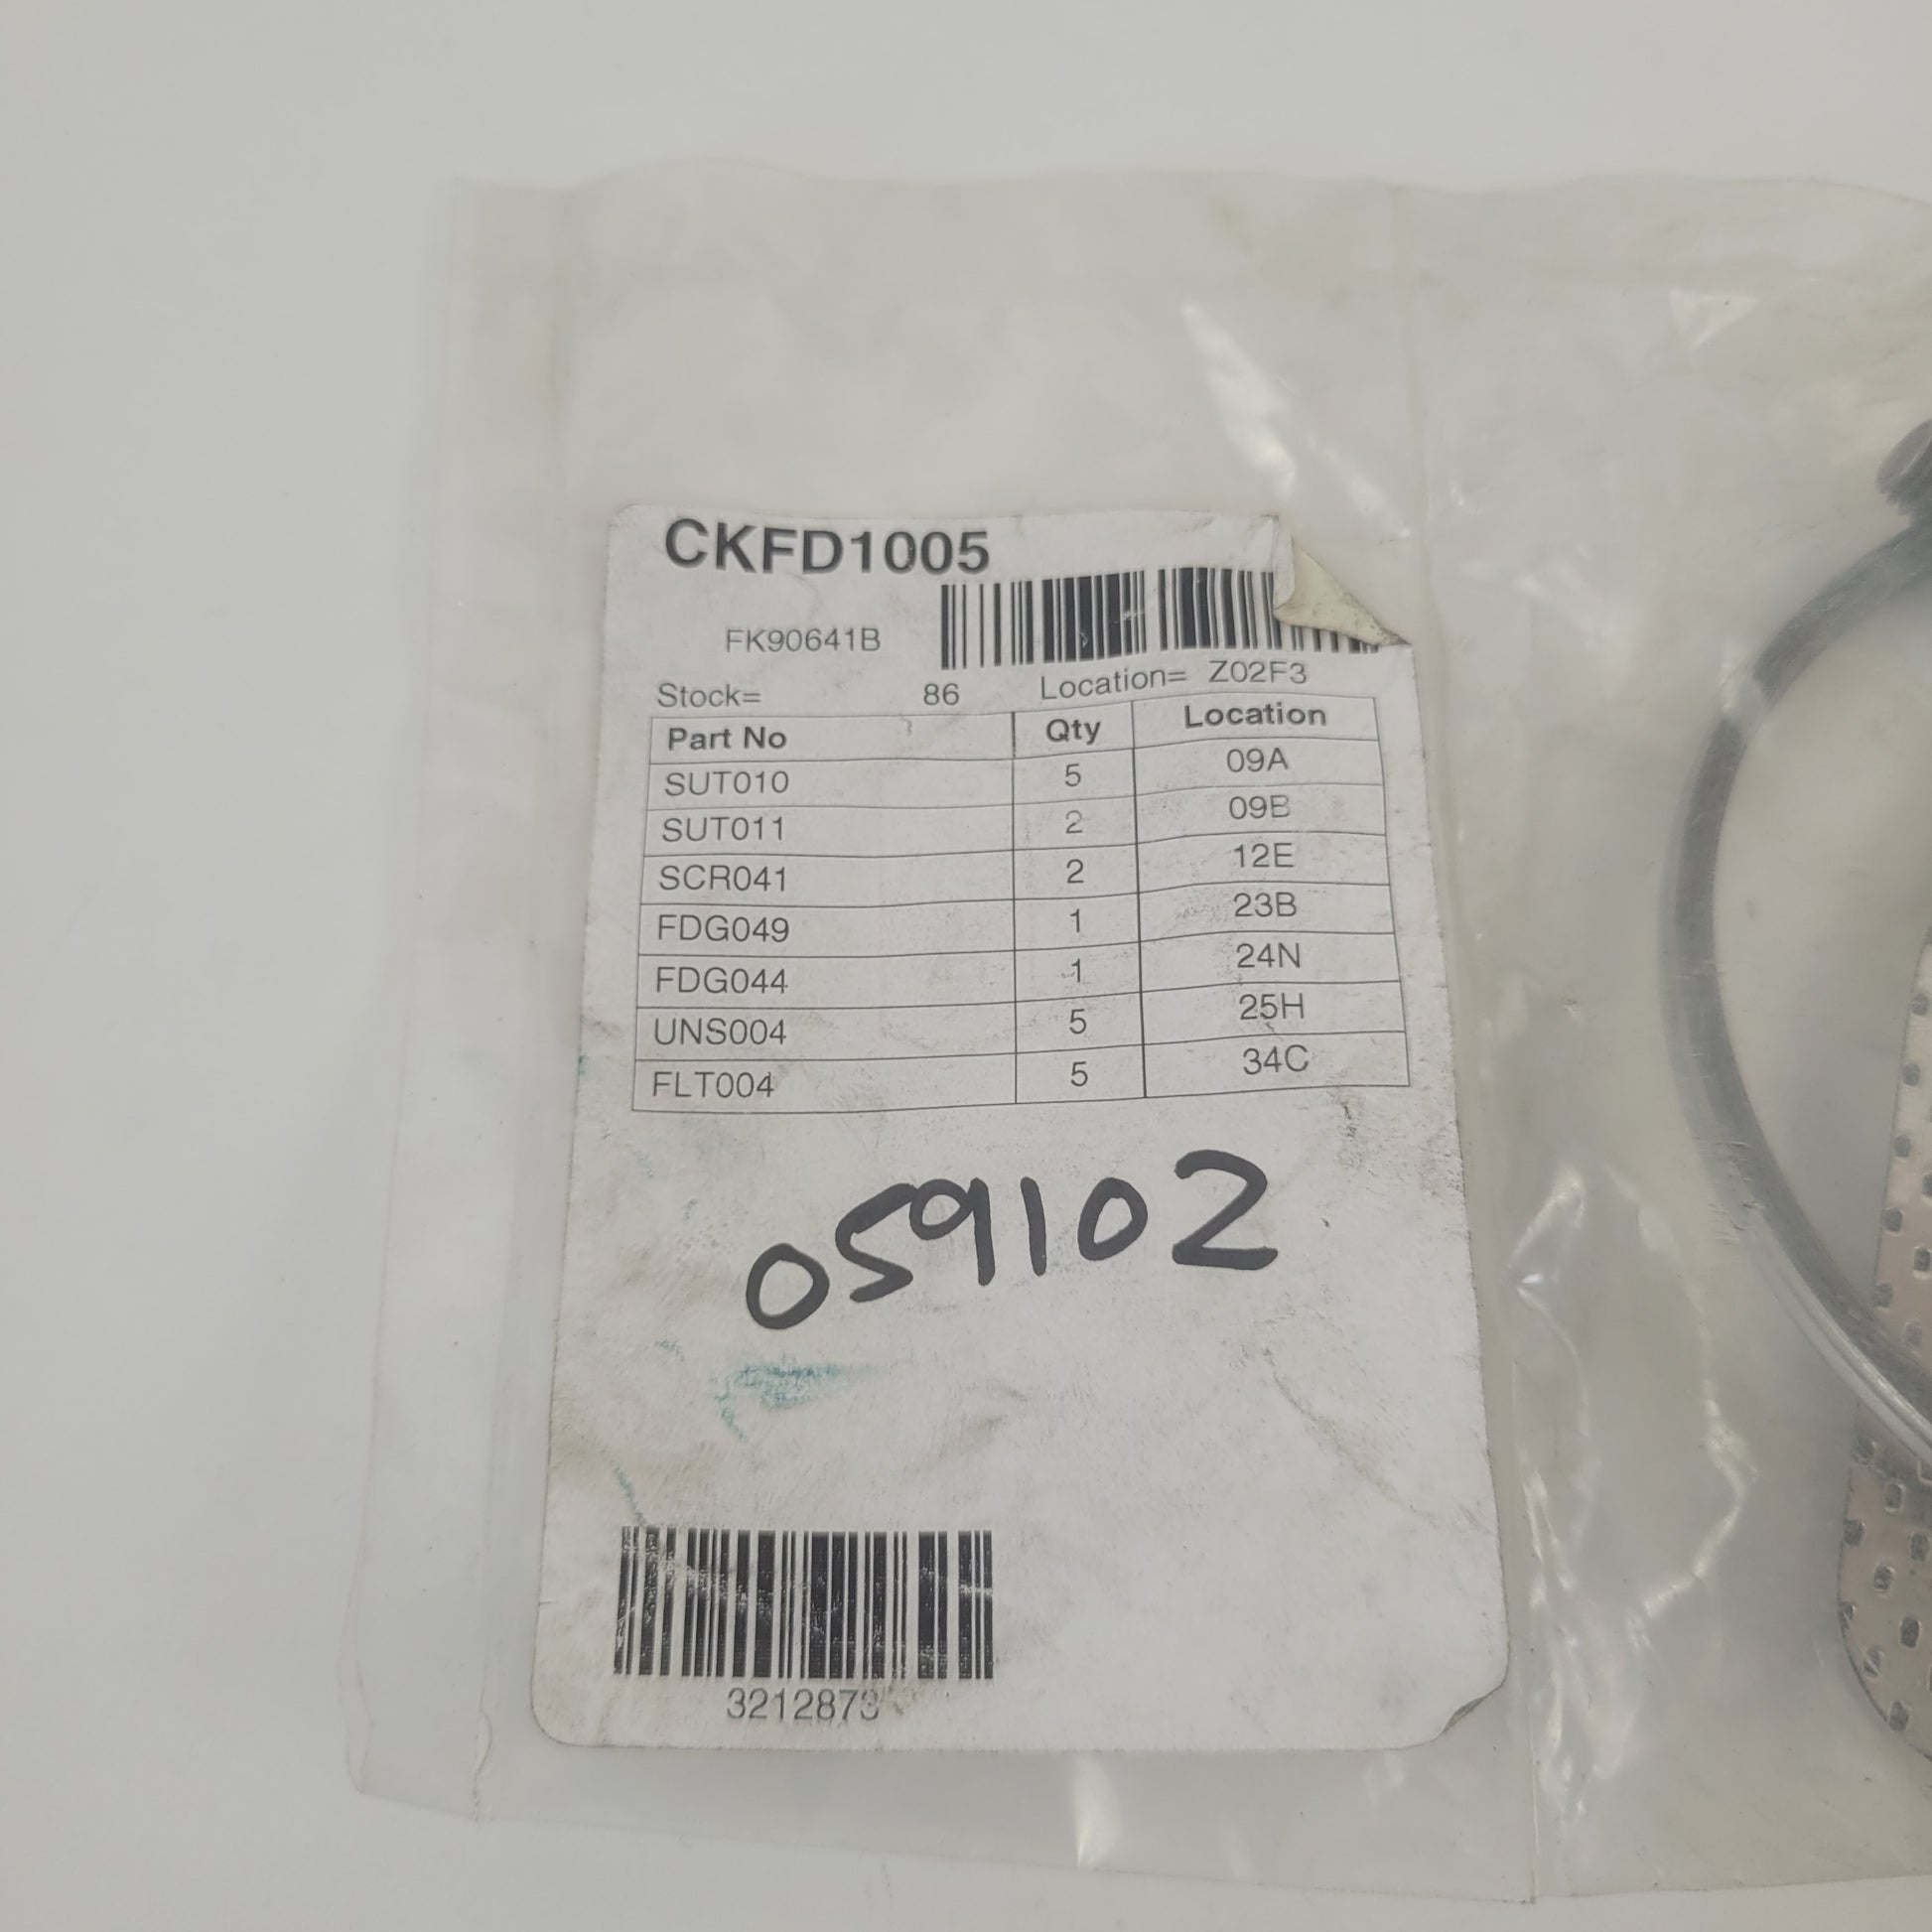 CKFD1005
FK90641B
Stock= 86 Location= Z02F3
Part No Qty Location
SUT010 5 09A
SUT011 2 09B
SCR041 2 12E
FDG049 1 23B
FDG044 1 24N
UNS004 5 25H
FLT004 5 34C
059102
3212873